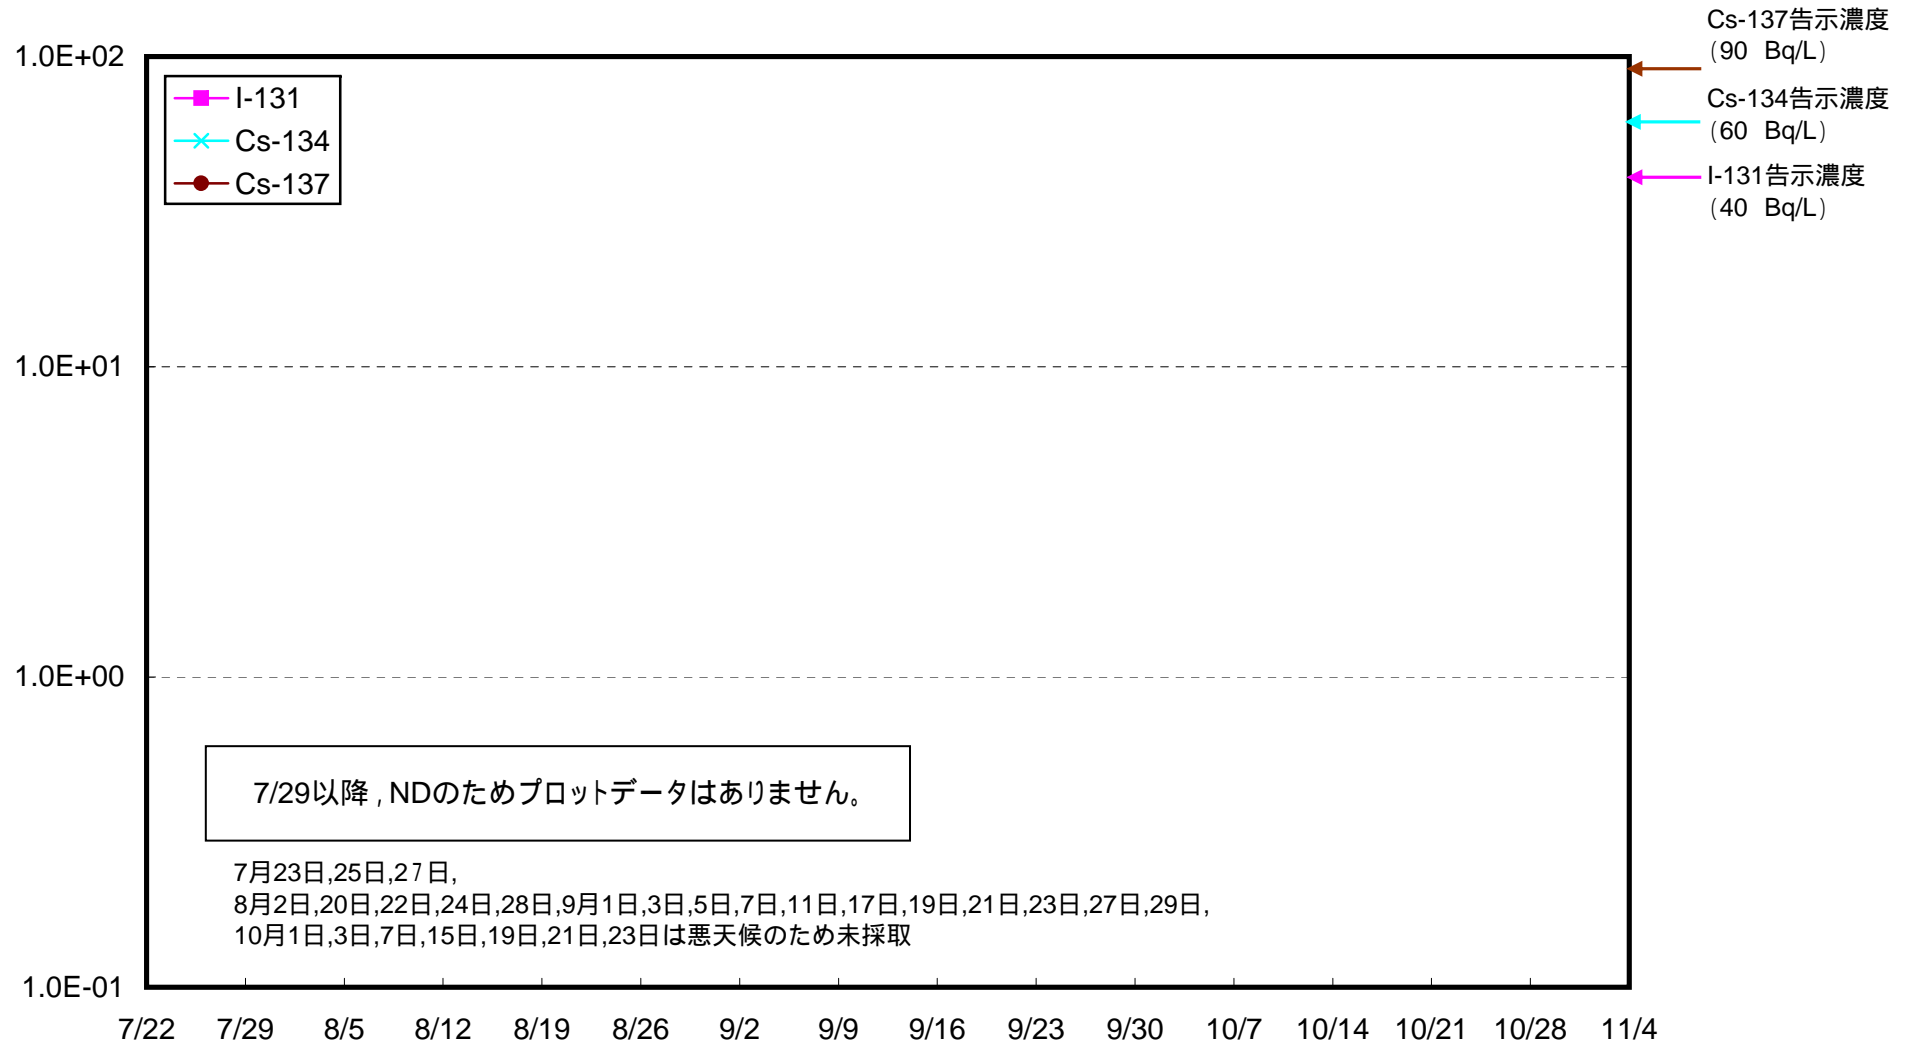 Cs-137告示濃度
(90 Bq/L)
Cs-134告示濃度
(60 Bq/L)
I-131告示濃度
(40 Bq/L)
1.0E+02
1.0E+01
1.0E+00
1.0E-01
I-131
Cs-134
Cs-137
7/29以降，NDのためプロットデータはありません。
7月23日,25日,27日,
8月2日,20日,22日,24日,28日,9月1日,3日,5日,7日,11日,17日,19日,21日,23日,27日,29日,
10月1日,3日,7日,15日,19日,21日,23日は悪天候のため未採取
7/22 7/29 8/5 8/12 8/19 8/26 9/2 9/9 9/16 9/23 9/30 10/7 10/14 10/21 10/28 11/4